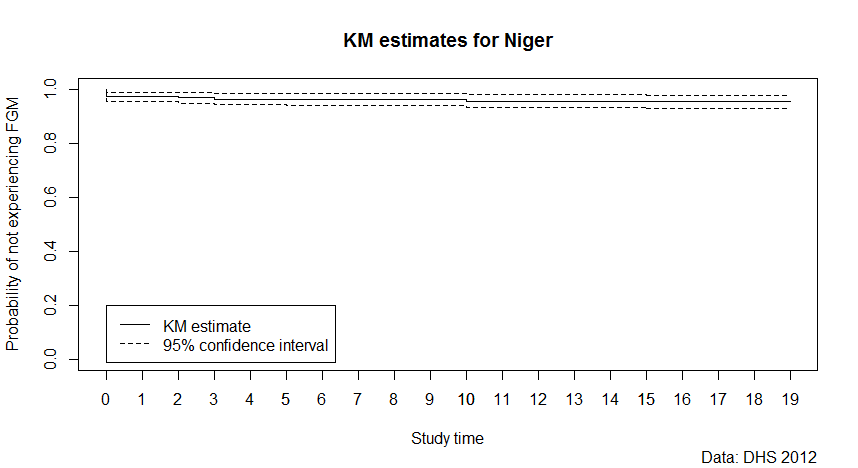 KM estimates for Niger
Probability of not experiencing FGM
1.0
0.8
0.6
0.4
0.2
0.0
KM estimate
95% confidence interval
0 1 2 3 4 5 6 7 8 9 10 11 12 13 14 15 16 17 18 19
Study time
Data: DHS 2012